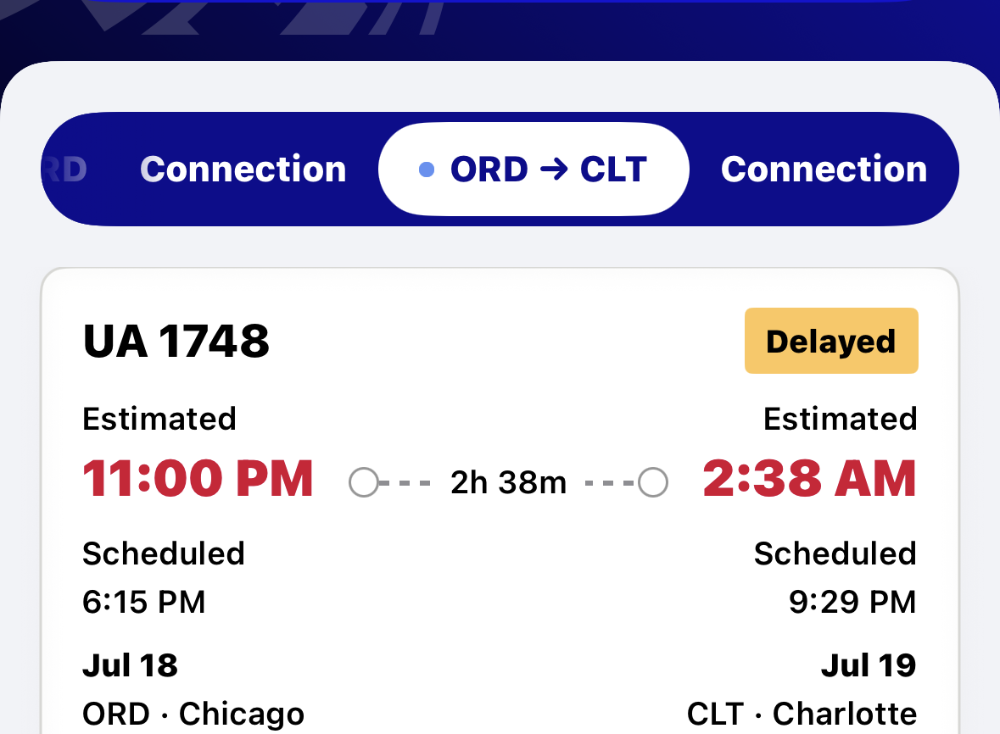 RD Connection ORD → CLT Connection
UA 1748 Delayed
Estimated Estimated
11:00 PM 2h 38m 2:38 AM
Scheduled Scheduled
6:15 PM 9:29 PM
Jul 18 Jul 19
ORD · Chicago CLT · Charlotte